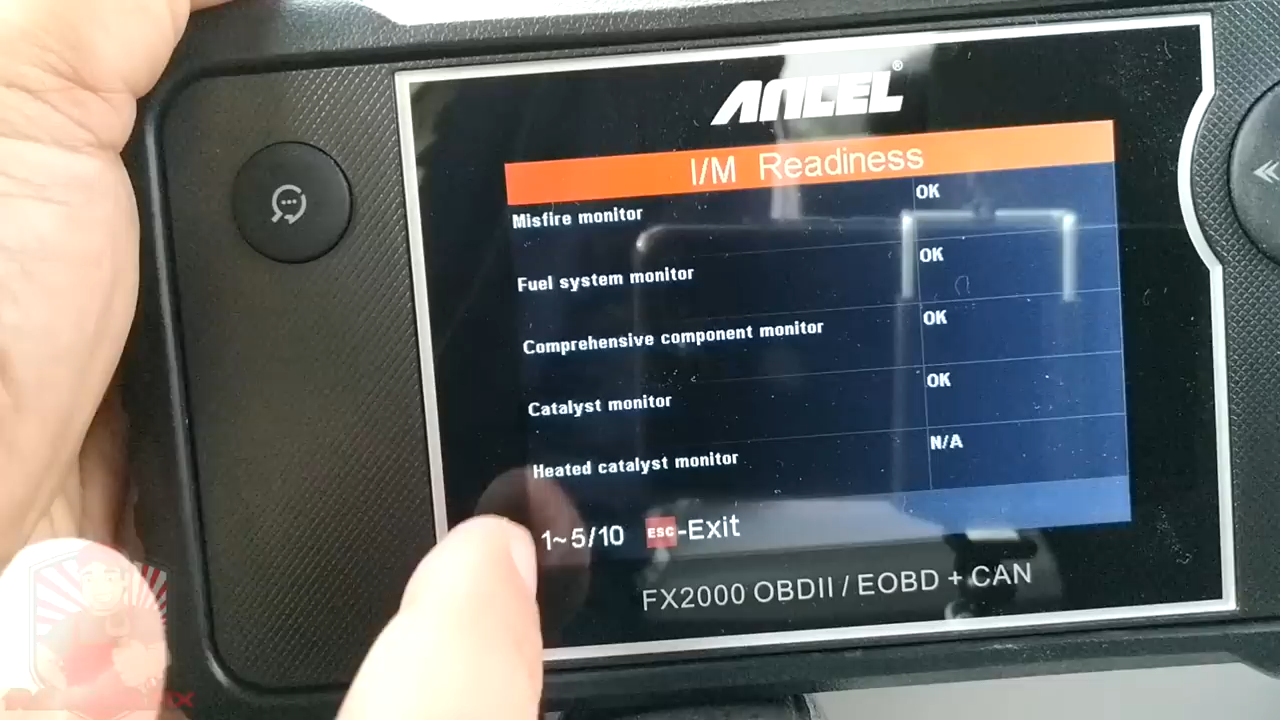 ANCEL®
I/M Readiness
Misfire monitor OK
Fuel system monitor OK
Comprehensive component monitor OK
Catalyst monitor OK
Heated catalyst monitor N/A
1~5/10 ESC-Exit
FX2000 OBDII / EOBD + CAN